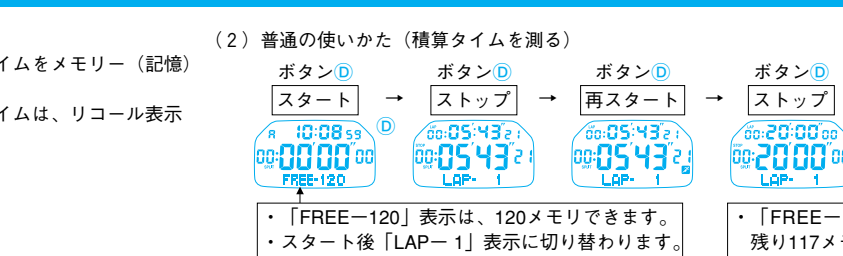 （2）普通の使いかた（積算タイムを測る）
イムをメモリー（記憶）
イムは、リコール表示
ボタンⒹ ボタンⒹ ボタンⒹ ボタンⒹ
スタート → ストップ → 再スタート → ストップ
Ⓓ
A 10:08 59
00:00'00"00
FREE-120
00:05'43"21
00:05'43"21
LAP- 1
00:05'43"21
00:05'43"21
LAP- 1
00:20'00"00
00:20'00"0
LAP- 1
・「FREE－120」表示は、120メモリできます。
・スタート後「LAP－ 1」表示に切り替わります。
・「FREE－
残り117メ